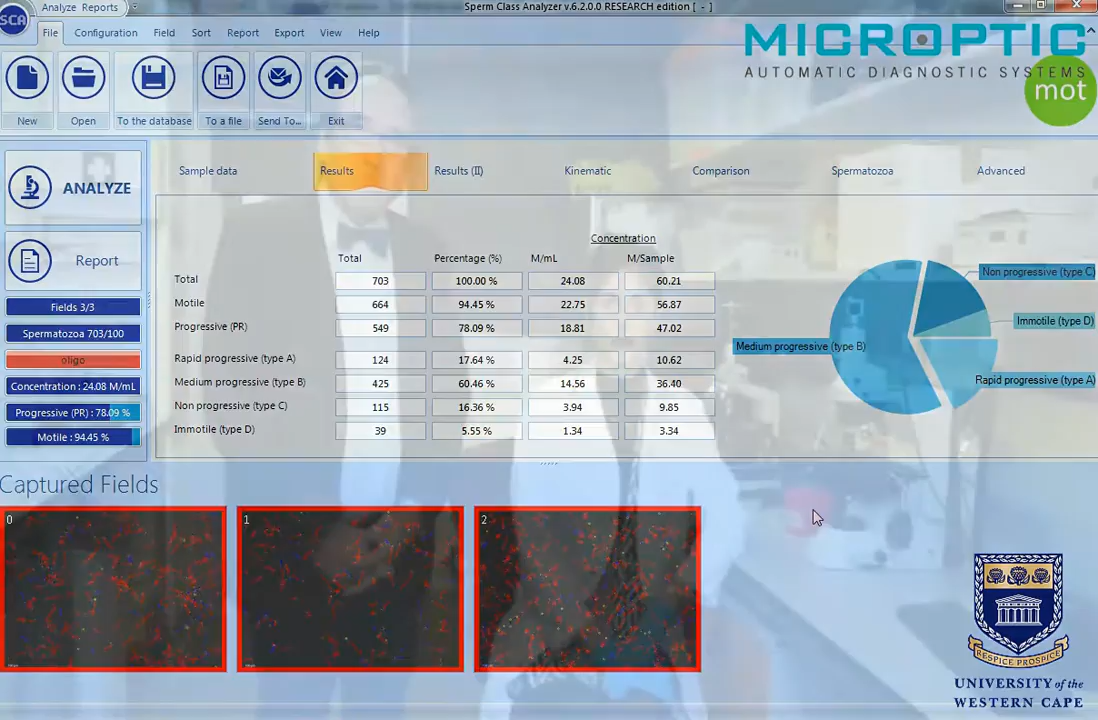 Analyze Reports
Sperm Class Analyzer v.6.2.0.0 RESEARCH edition [ - ]
SCA
File Configuration Field Sort Report Export View Help
MICROPTIC
AUTOMATIC DIAGNOSTIC SYSTEMS
mot
New Open To the database To a file Send To... Exit
ANALYZE
Report
Fields 3/3
Spermatozoa 703/100
oligo
Concentration : 24.08 M/mL
Progressive (PR) : 78.09 %
Motile : 94.45 %
Sample data Results Results (II) Kinematic Comparison Spermatozoa Advanced
Concentration
Total Percentage (%) M/mL M/Sample
Total 703 100.00 % 24.08 60.21
Motile 664 94.45 % 22.75 56.87
Progressive (PR) 549 78.09 % 18.81 47.02
Rapid progressive (type A) 124 17.64 % 4.25 10.62
Medium progressive (type B) 425 60.46 % 14.56 36.40
Non progressive (type C) 115 16.36 % 3.94 9.85
Immotile (type D) 39 5.55 % 1.34 3.34
Non progressive (type C)
Immotile (type D)
Medium progressive (type B)
Rapid progressive (type A)
Captured Fields
0
1
2
RESPICE PROSPICE
UNIVERSITY of the
WESTERN CAPE